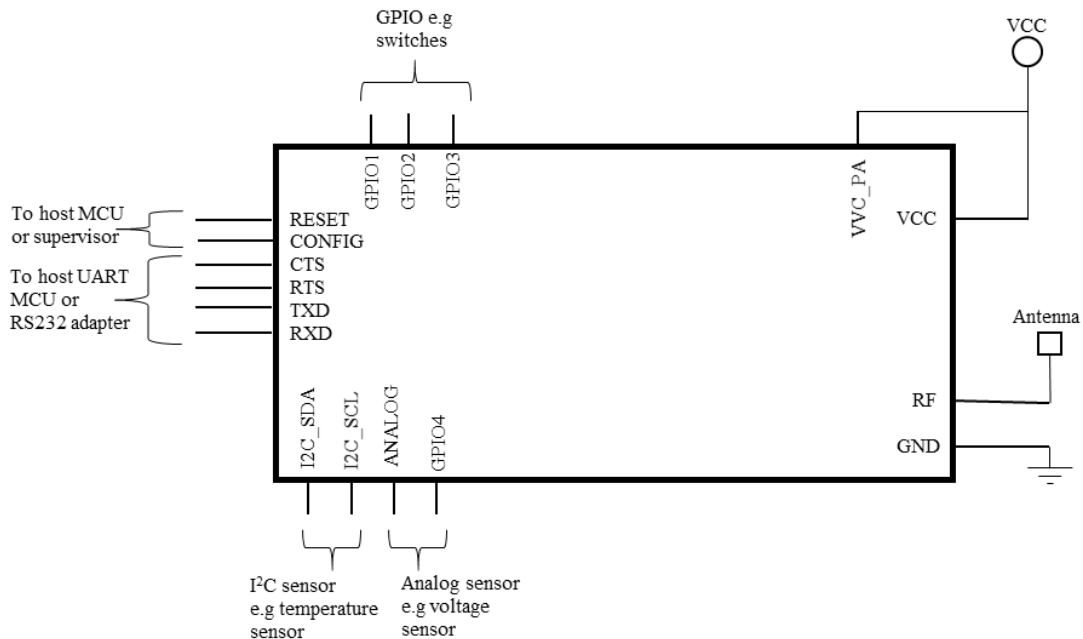 GPIO e.g
switches
VCC
GPIO1
GPIO2
GPIO3
VVC_PA
VCC
To host MCU
or supervisor
RESET
CONFIG
To host UART
MCU or
RS232 adapter
CTS
RTS
TXD
RXD
Antenna
RF
GND
I2C_SDA
I2C_SCL
ANALOG
GPIO4
I²C sensor
e.g temperature
sensor
Analog sensor
e.g voltage
sensor